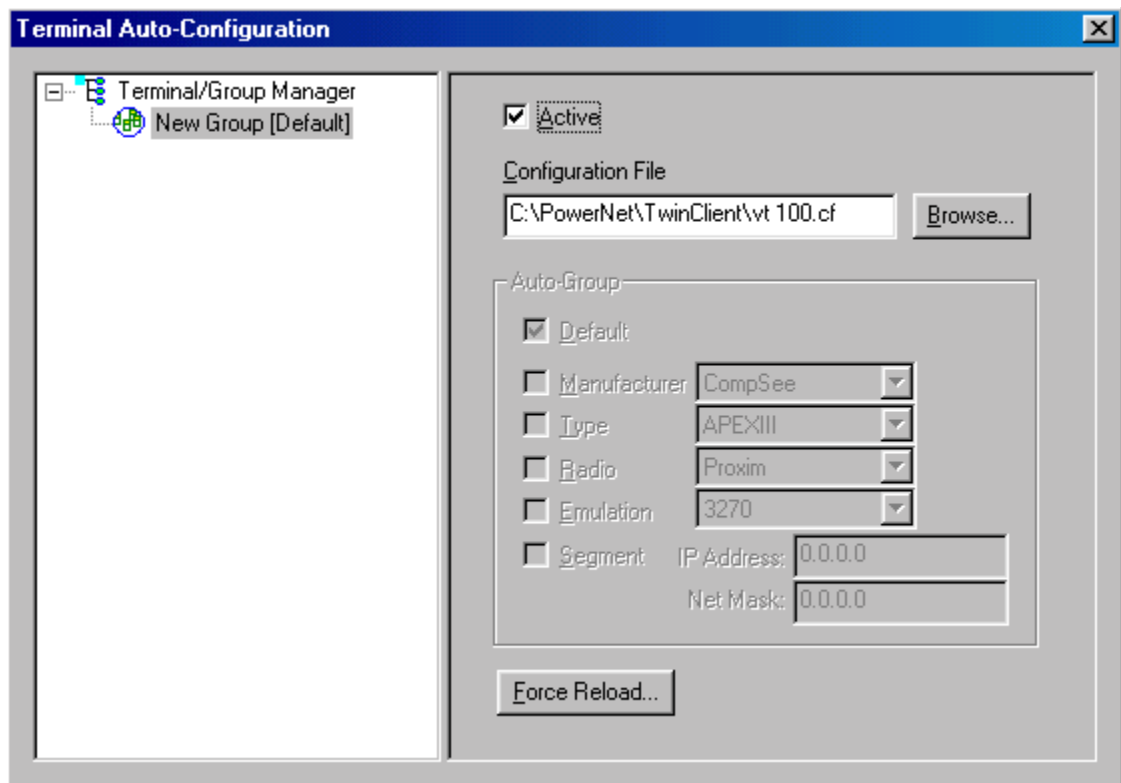 Terminal Auto-Configuration
Terminal/Group Manager
New Group [Default]
Active
Configuration File
C:\PowerNet\TwinClient\vt 100.cf
Browse...
Auto-Group
Default
Manufacturer CompSee
Type APEXIII
Radio Proxim
Emulation 3270
Segment IP Address: 0.0.0.0
Net Mask: 0.0.0.0
Force Reload...